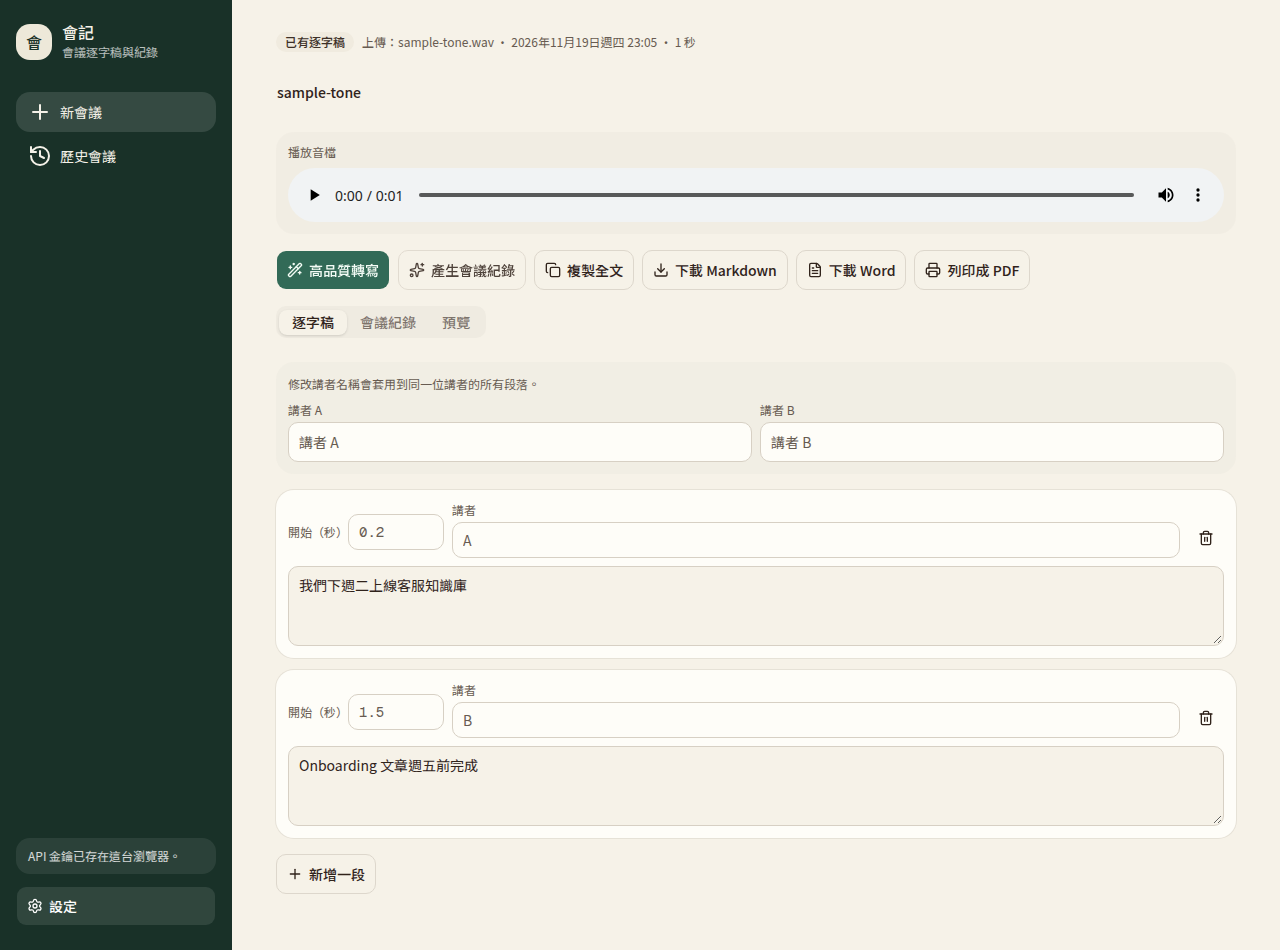 會
會記
會議逐字稿與紀錄
新會議
歷史會議
API 金鑰已存在這台瀏覽器。
設定
已有逐字稿 上傳：sample-tone.wav • 2026年11月19日週四 23:05 • 1 秒
sample-tone
播放音檔
0:00 / 0:01
高品質轉寫 產生會議紀錄 複製全文 下載 Markdown 下載 Word 列印成 PDF
逐字稿 會議紀錄 預覽
修改講者名稱會套用到同一位講者的所有段落。
講者 A 講者 B
講者 A 講者 B
講者
開始（秒） 0.2 A
我們下週二上線客服知識庫
講者
開始（秒） 1.5 B
Onboarding 文章週五前完成
新增一段